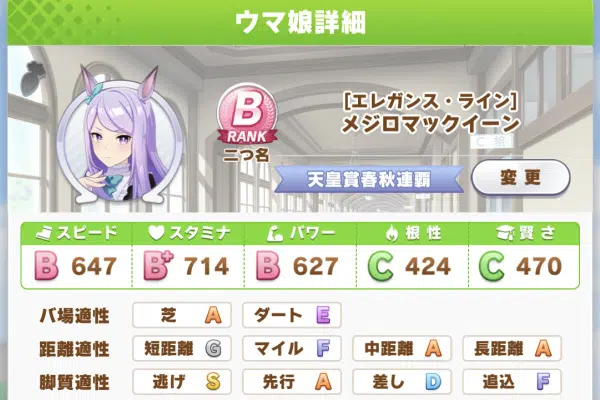 ウマ娘詳細
B
RANK
二つ名
[エレガンス・ライン]
メジロマックイーン
C 組
天皇賞春秋連覇
変更
スピード スタミナ パワー 根性 賢さ
B 647 B+ 714 B 627 C 424 C 470
バ場適性 芝 A ダート E
距離適性 短距離 G マイル F 中距離 A 長距離 A
脚質適性 逃げ S 先行 A 差し D 追込 F